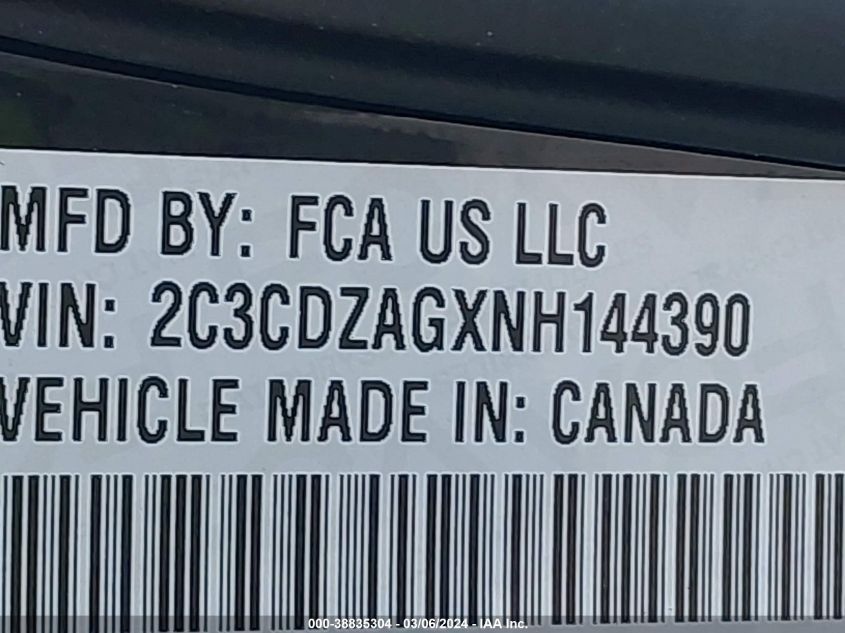 MFD BY: FCA US LLC
VIN: 2C3CDZAGXNH144390
VEHICLE MADE IN: CANADA
000-38835304 - 03/06/2024 - IAA Inc.